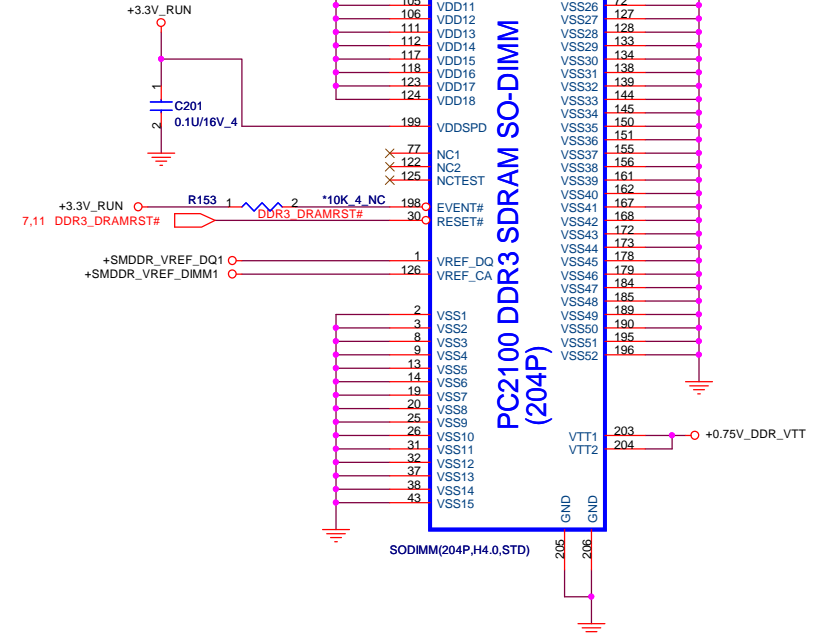 +3.3V_RUN
C201
0.1U/16V_4
1
2
105 VDD11
106 VDD12
111 VDD13
112 VDD14
117 VDD15
118 VDD16
123 VDD17
124 VDD18
199 VDDSPD
77 NC1
122 NC2
125 NCTEST
+3.3V_RUN R153 1 2 *10K_4_NC 198 EVENT#
7,11 DDR3_DRAMRST# DDR3_DRAMRST# 30 RESET#
+SMDDR_VREF_DQ1 1 VREF_DQ
+SMDDR_VREF_DIMM1 126 VREF_CA
2 VSS1
3 VSS2
8 VSS3
9 VSS4
13 VSS5
14 VSS6
19 VSS7
20 VSS8
25 VSS9
26 VSS10
31 VSS11
32 VSS12
37 VSS13
38 VSS14
43 VSS15
PC2100 DDR3 SDRAM SO-DIMM
(204P)
VSS26 72
VSS27 127
VSS28 128
VSS29 133
VSS30 134
VSS31 138
VSS32 139
VSS33 144
VSS34 145
VSS35 150
VSS36 151
VSS37 155
VSS38 156
VSS39 161
VSS40 162
VSS41 167
VSS42 168
VSS43 172
VSS44 173
VSS45 178
VSS46 179
VSS47 184
VSS48 185
VSS49 189
VSS50 190
VSS51 195
VSS52 196
VTT1 203 +0.75V_DDR_VTT
VTT2 204
GND GND
205 206
SODIMM(204P,H4.0,STD)